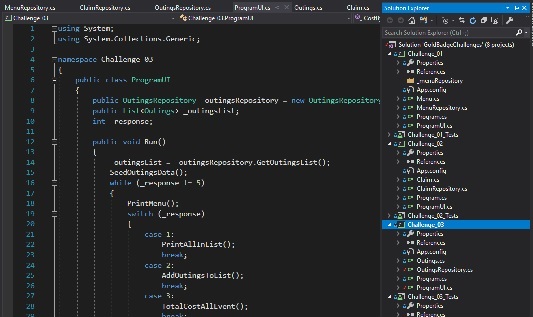 MenuRepository.cs ClaimRepository.cs OutingsRepository.cs ProgramUI.cs Outings.cs Claim.cs
Challenge_03 Challenge_03.ProgramUI
1 using System;
2 using System.Collections.Generic;
3
4 namespace Challenge_03
5 {
6 public class ProgramUI
7 {
8 public OutingsRepository _outingsRepository = new OutingsRepository
9 public List<Outings> _outingsList;
10 int _response;
11
12 public void Run()
13 {
14 _outingsList = _outingsRepository.GetOutingsList();
15 SeedOutingsData();
16 while (_response != 5)
17 {
18 PrintMenu();
19 switch (_response)
20 {
21 case 1:
22 PrintAllInList();
23 break;
24 case 2:
25 AddOutingsToList();
26 break;
27 case 3:
28 TotalCostAllEvent();
break;
Solution Explorer
Search Solution Explorer (Ctrl+;)
Solution 'GoldBadgeChallenges' (8 projects)
Challenge_01
Properties
References
_menuRepository
App.config
Menu.cs
MenuRepository.cs
Program.cs
ProgramUI.cs
Challenge_01_Tests
Challenge_02
Properties
References
App.config
Claim.cs
ClaimRepository.cs
Program.cs
ProgramUI.cs
Challenge_02_Tests
Challenge_03
Properties
References
App.config
Outings.cs
OutingsRepository.cs
Program.cs
ProgramUI.cs
Challenge_03_Tests
Properties
References